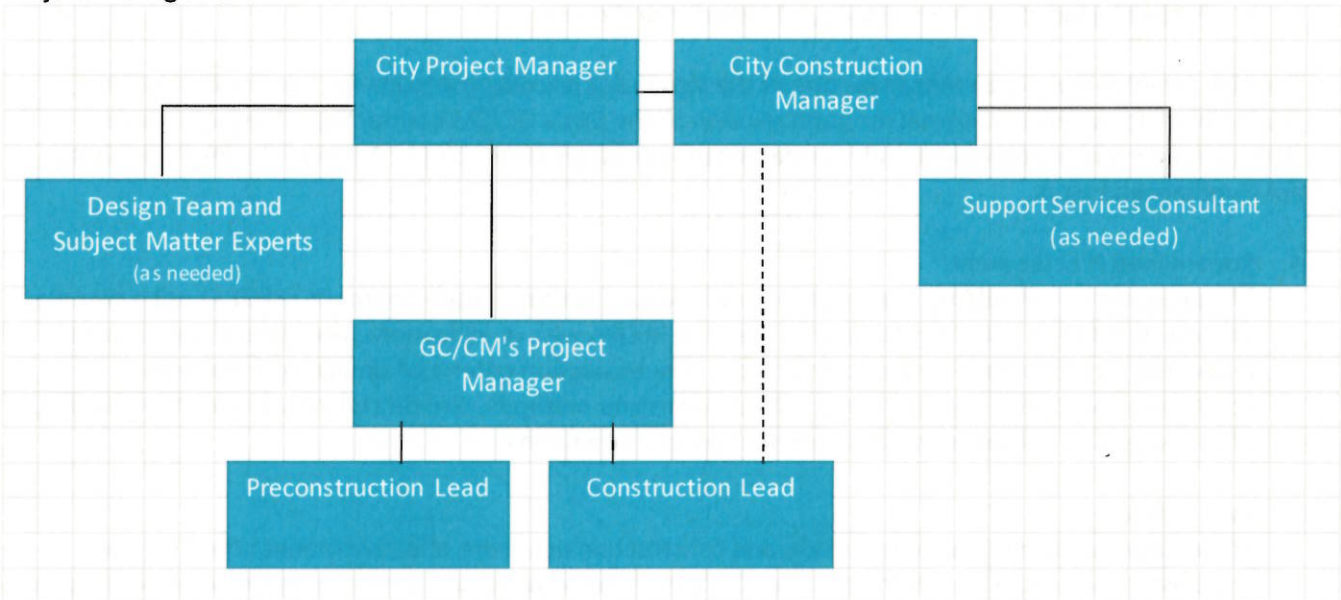 City Project Manager
City Construction
Manager
Design Team and
Subject Matter Experts
(as needed)
Support Services Consultant
(as needed)
GC/CM's Project
Manager
Preconstruction Lead
Construction Lead